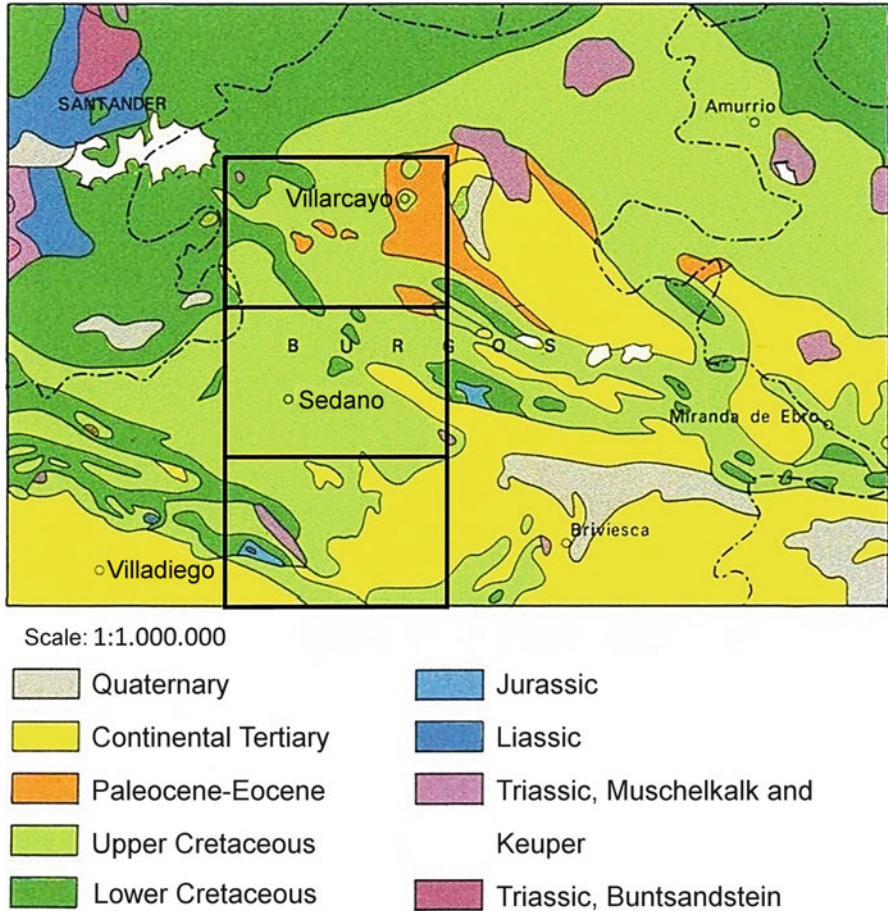 SANTANDER
Amurrio
Villarcayo
BURGOS
Sedano
Miranda de Ebro
Briviesca
Villadiego
Scale: 1:1.000.000
Quaternary
Continental Tertiary
Paleocene-Eocene
Upper Cretaceous
Lower Cretaceous
Jurassic
Liassic
Triassic, Muschelkalk and
Keuper
Triassic, Buntsandstein